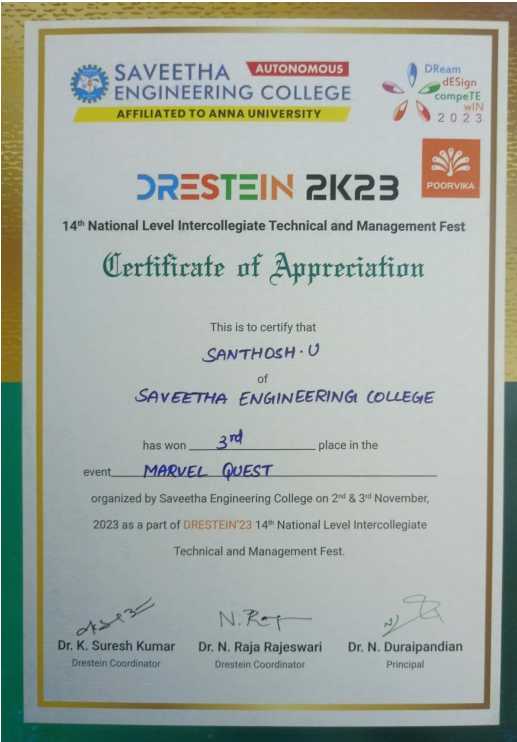 SAVEETHA AUTONOMOUS
ENGINEERING COLLEGE
AFFILIATED TO ANNA UNIVERSITY
DReam
dESign
compeTE
wIN
2023
POORVIKA
DRESTEIN 2K23
14th National Level Intercollegiate Technical and Management Fest
Certificate of Appreciation
This is to certify that
SANTHOSH·U
of
SAVEETHA ENGINEERING COLLEGE
has won 3rd place in the
event MARVEL QUEST
organized by Saveetha Engineering College on 2nd & 3rd November,
2023 as a part of DRESTEIN'23 14th National Level Intercollegiate
Technical and Management Fest.
N. Raj
Dr. K. Suresh Kumar Dr. N. Raja Rajeswari Dr. N. Duraipandian
Drestein Coordinator Drestein Coordinator Principal